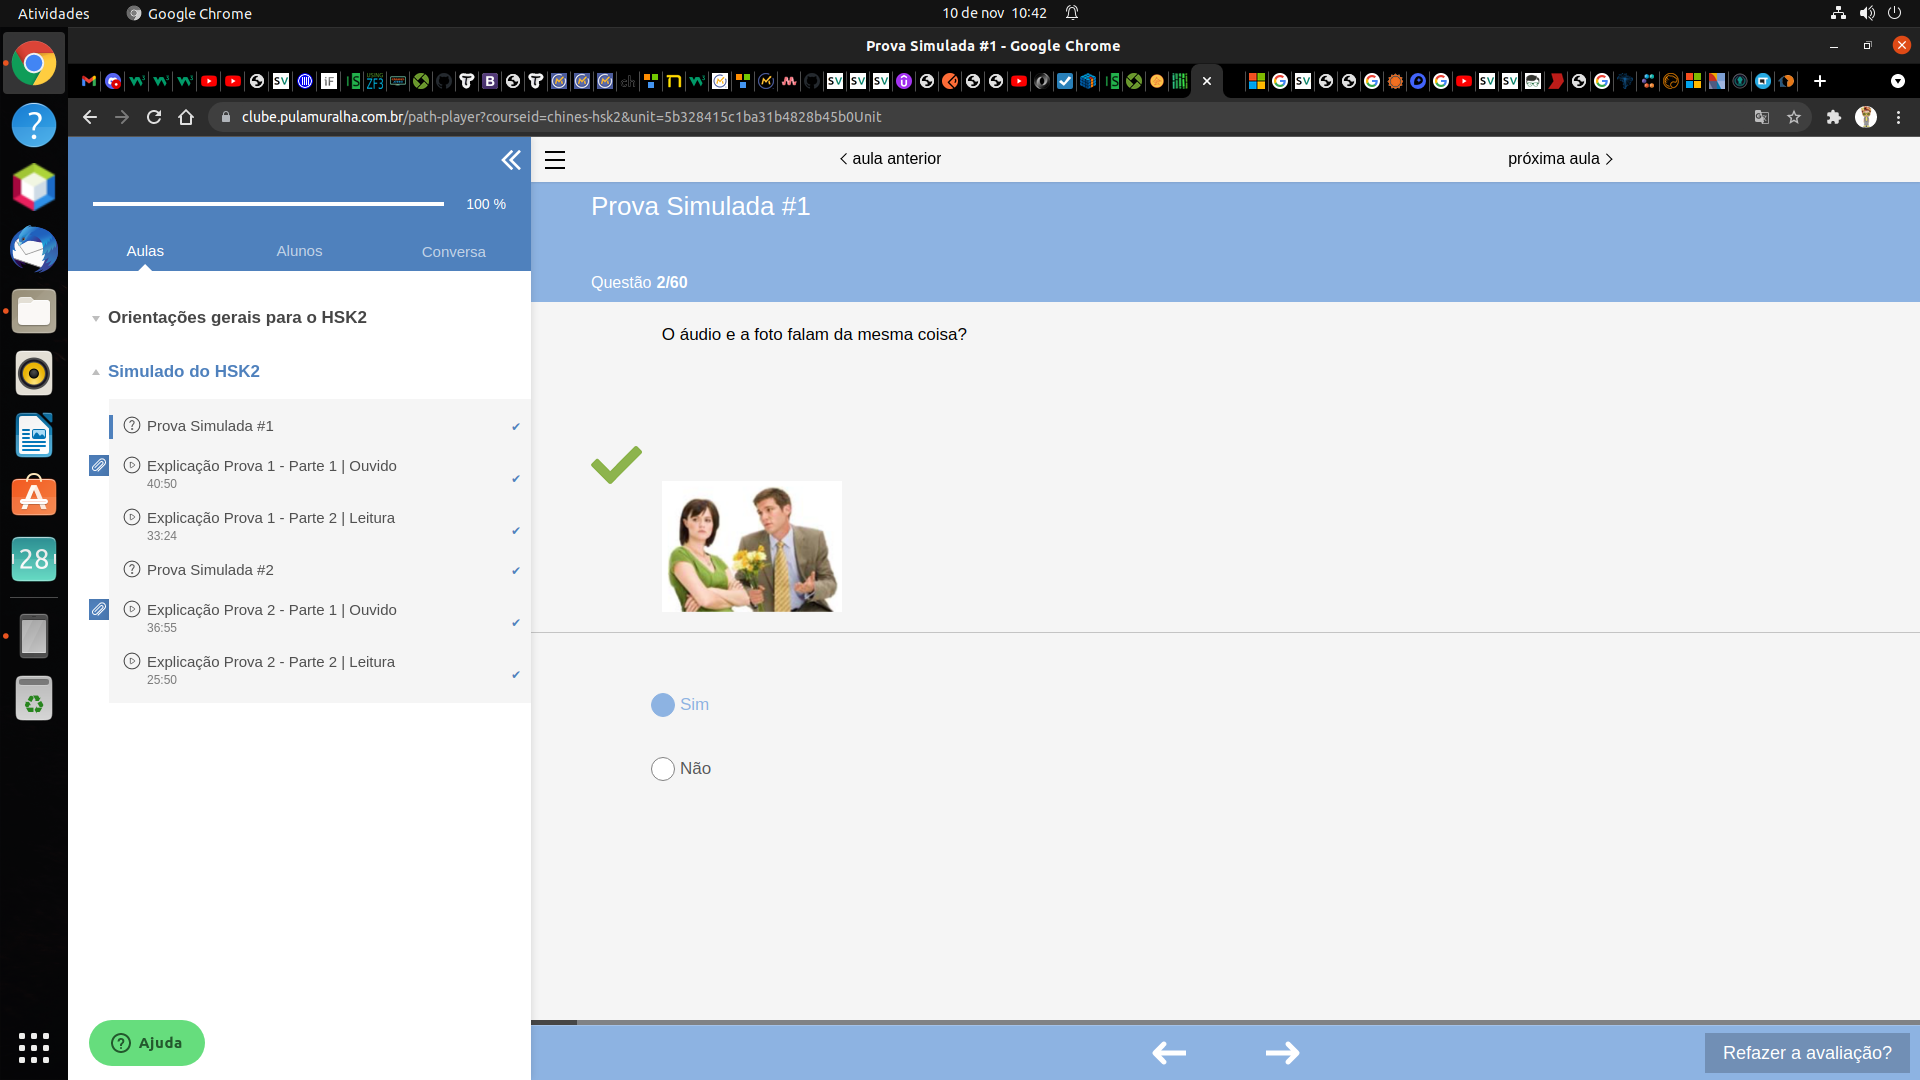 Atividades
Google Chrome
10 de nov 10:42
Prova Simulada #1 - Google Chrome
clube.pulamuralha.com.br/path-player?courseid=chines-hsk2&unit=5b328415c1ba31b4828b45b0Unit
aula anterior
próxima aula
100 %
Aulas
Alunos
Conversa
Prova Simulada #1
Questão 2/60
Orientações gerais para o HSK2
Simulado do HSK2
Prova Simulada #1
Explicação Prova 1 - Parte 1 | Ouvido
40:50
Explicação Prova 1 - Parte 2 | Leitura
33:24
Prova Simulada #2
Explicação Prova 2 - Parte 1 | Ouvido
36:55
Explicação Prova 2 - Parte 2 | Leitura
25:50
O áudio e a foto falam da mesma coisa?
Sim
Não
28
Ajuda
Refazer a avaliação?